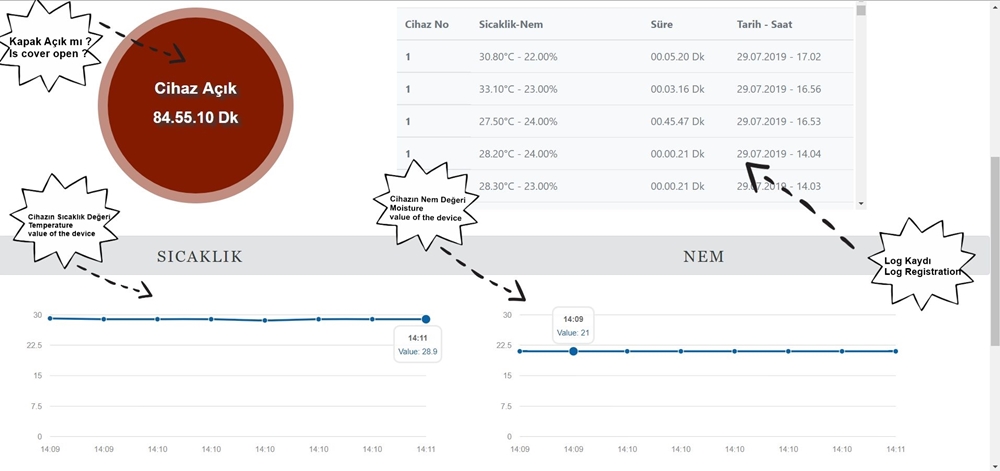 Kapak Açık mı ?
Is cover open ?
Cihaz Açık
84.55.10 Dk
Cihaz No Sicaklik-Nem Süre Tarih - Saat
1 30.80°C - 22.00% 00.05.20 Dk 29.07.2019 - 17.02
1 33.10°C - 23.00% 00.03.16 Dk 29.07.2019 - 16.56
1 27.50°C - 24.00% 00.45.47 Dk 29.07.2019 - 16.53
1 28.20°C - 24.00% 00.00.21 Dk 29.07.2019 - 14.04
28.30°C - 23.00% 00.00.21 Dk 29.07.2019 - 14.03
Cihazın Sıcaklık Değeri
Temperature
value of the device
Cihazın Nem Değeri
Moisture
value of the device
Log Kaydı
Log Registration
SICAKLIK
NEM
30
22.5
15
7.5
0
14:11
Value: 28.9
14:09 14:09 14:10 14:10 14:10 14:10 14:11 14:11
30
22.5
15
7.5
0
14:09
Value: 21
14:09 14:09 14:10 14:10 14:10 14:10 14:11 14:11